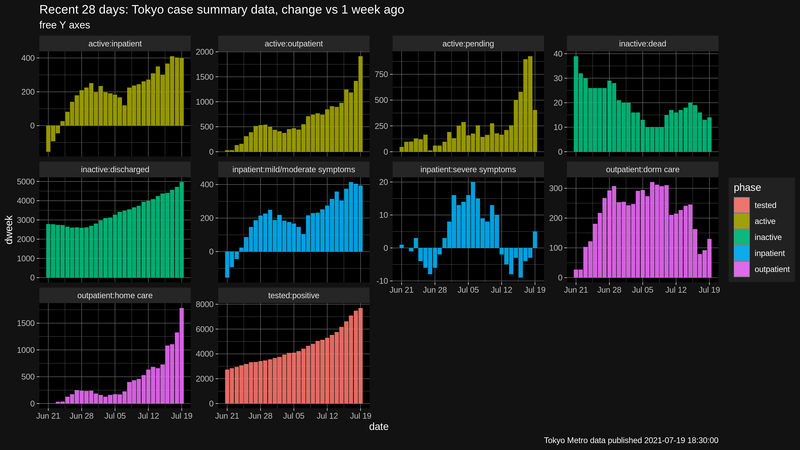 Recent 28 days: Tokyo case summary data, change vs 1 week ago
free Y axes
active:inpatient
active:outpatient
active:pending
inactive:dead
400
200
0
2000
1500
1000
500
0
750
500
250
0
40
30
20
10
0
inactive:discharged
inpatient:mild/moderate symptoms
inpatient:severe symptoms
outpatient:dorm care
5000
4000
3000
2000
1000
0
400
200
0
20
10
0
-10
300
200
100
0
Jun 21 Jun 28 Jul 05 Jul 12 Jul 19
Jun 21 Jun 28 Jul 05 Jul 12 Jul 19
outpatient:home care
tested:positive
1500
1000
500
0
8000
6000
4000
2000
0
Jun 21 Jun 28 Jul 05 Jul 12 Jul 19
Jun 21 Jun 28 Jul 05 Jul 12 Jul 19
dweek
date
phase
tested
active
inactive
inpatient
outpatient
Tokyo Metro data published 2021-07-19 18:30:00